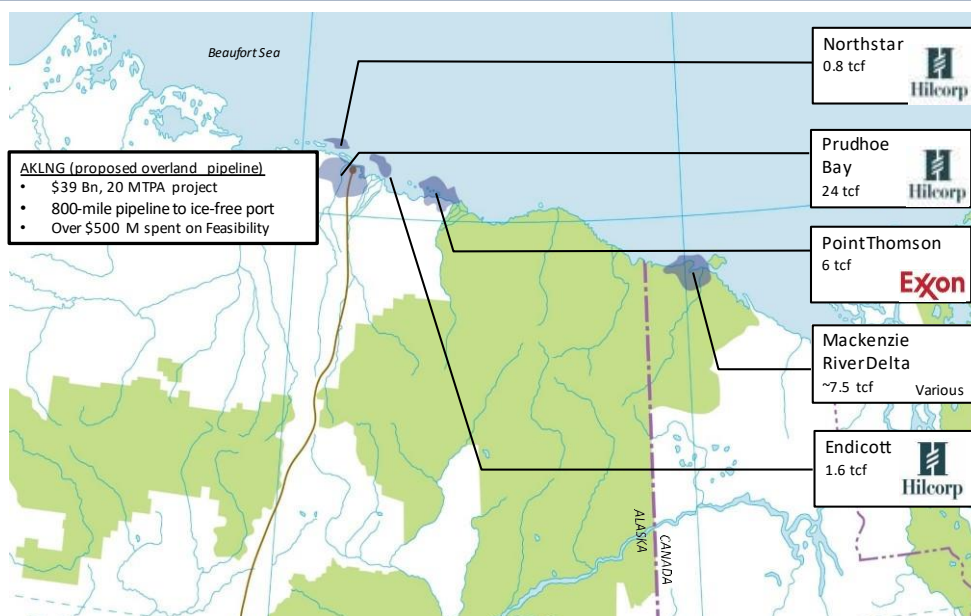 Beaufort Sea
Northstar
0.8 tcf
Hilcorp
AKLNG (proposed overland pipeline)
• $39 Bn, 20 MTPA project
• 800-mile pipeline to ice-free port
• Over $500 M spent on Feasibility
Prudhoe
Bay
24 tcf
Hilcorp
PointThomson
6 tcf
Exxon
Mackenzie
RiverDelta
~7.5 tcf Various
Endicott
1.6 tcf
Hilcorp
ALASKA
CANADA